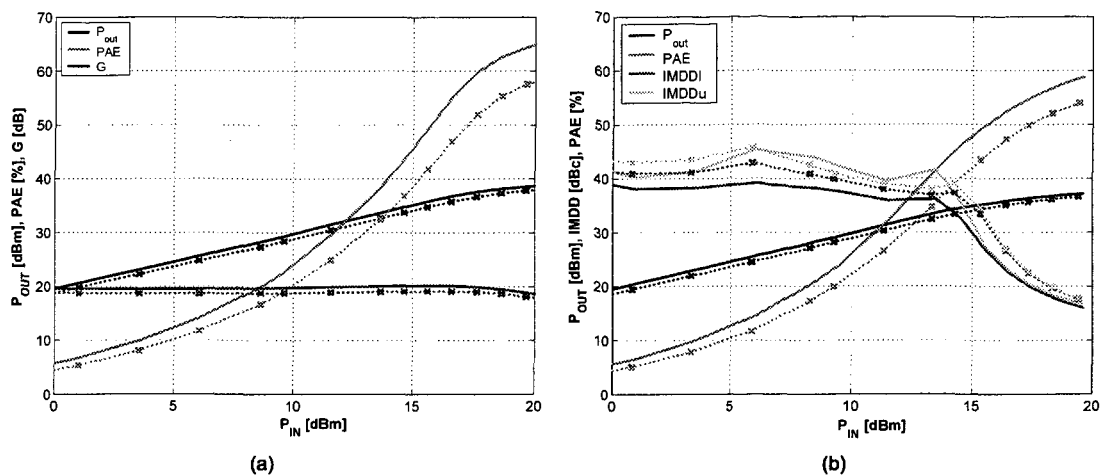 70
60
50
40
30
20
10
0
P_OUT [dBm], PAE [%], G [dB]
P_out
PAE
G
0
5
10
15
20
P_IN [dBm]
(a)
70
60
50
40
30
20
10
0
P_OUT [dBm], IMDD [dBc], PAE [%]
P_out
PAE
IMDDl
IMDDu
0
5
10
15
20
P_IN [dBm]
(b)